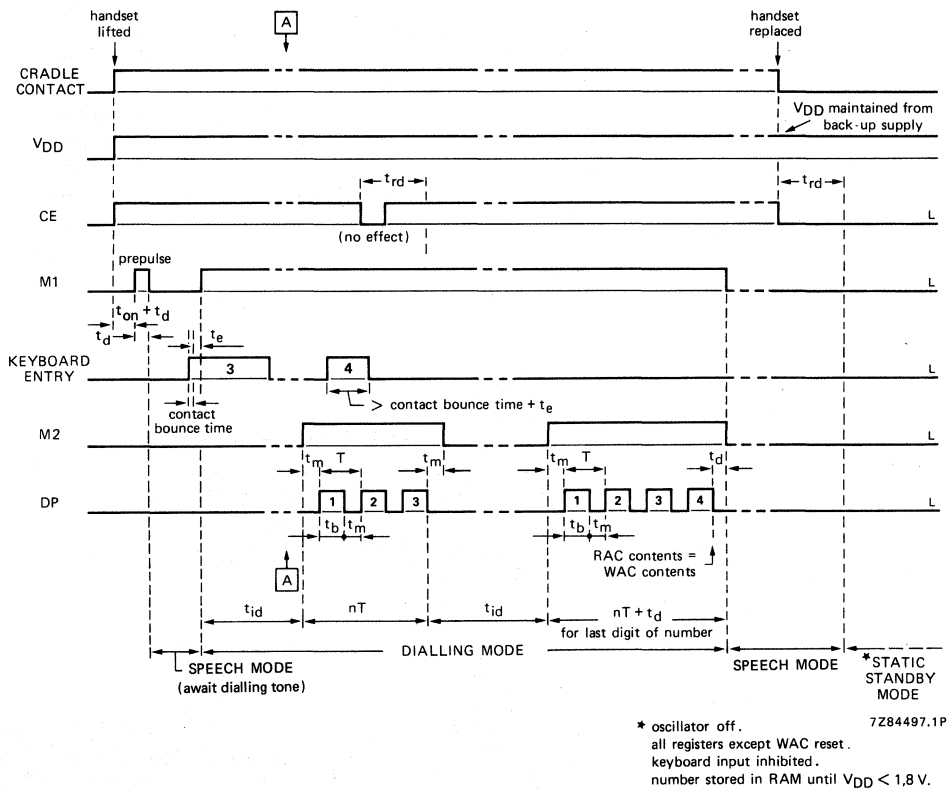 handset
lifted
A
handset
replaced
CRADLE
CONTACT
VDD maintained from
back-up supply
VDD
trd
trd
CE
(no effect)
L
prepulse
M1
L
ton + td
td
te
KEYBOARD
ENTRY
3
4
L
contact
bounce time
> contact bounce time + te
M2
L
tm T tm
tm T td
DP
1 2 3
1 2 3 4
L
tb tm
tb tm
RAC contents =
WAC contents
A
tid
nT
tid
nT + td
for last digit of number
DIALLING MODE
SPEECH MODE
(await dialling tone)
SPEECH MODE
*STATIC
STANDBY
MODE
7Z84497.1P
* oscillator off.
all registers except WAC reset.
keyboard input inhibited.
number stored in RAM until VDD < 1,8 V.